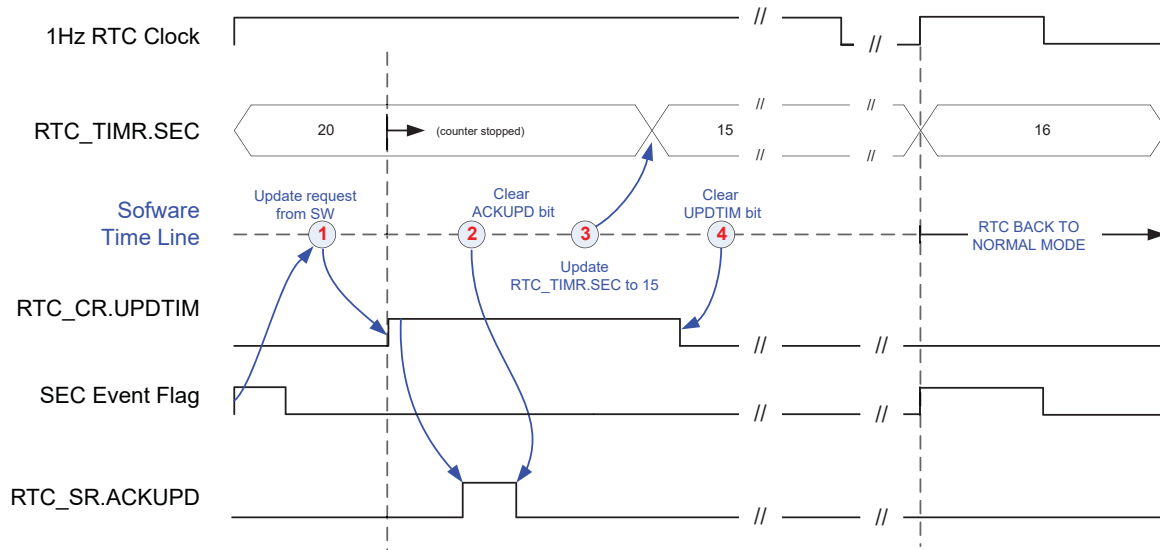 1Hz RTC Clock
//
//
RTC_TIMR.SEC
20
(counter stopped)
//
//
15
//
//
16
Sofware
Time Line
Update request
from SW
1
Clear
ACKUPD bit
2
3
Update
RTC_TIMR.SEC to 15
Clear
UPDTIM bit
4
RTC BACK TO
NORMAL MODE
RTC_CR.UPDTIM
//
//
SEC Event Flag
//
//
RTC_SR.ACKUPD
//
//